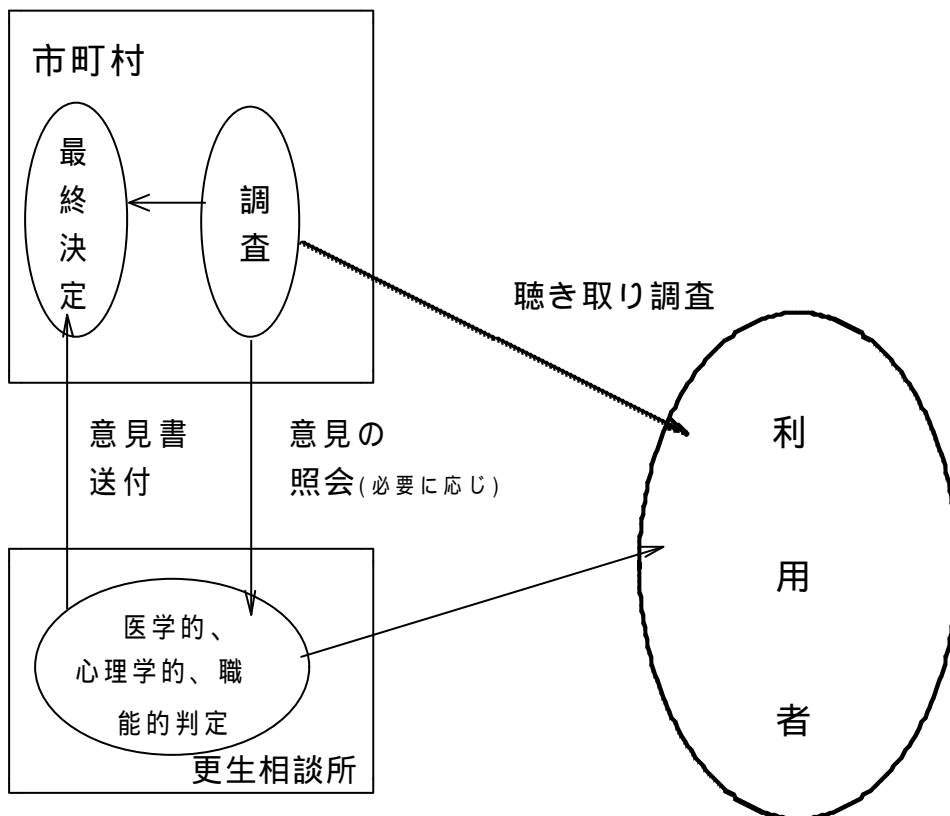 市町村
最終決定
調査
聴き取り調査
意見書
送付
意見の
照会(必要に応じ)
利用者
医学的、
心理学的、職
能的判定
更生相談所